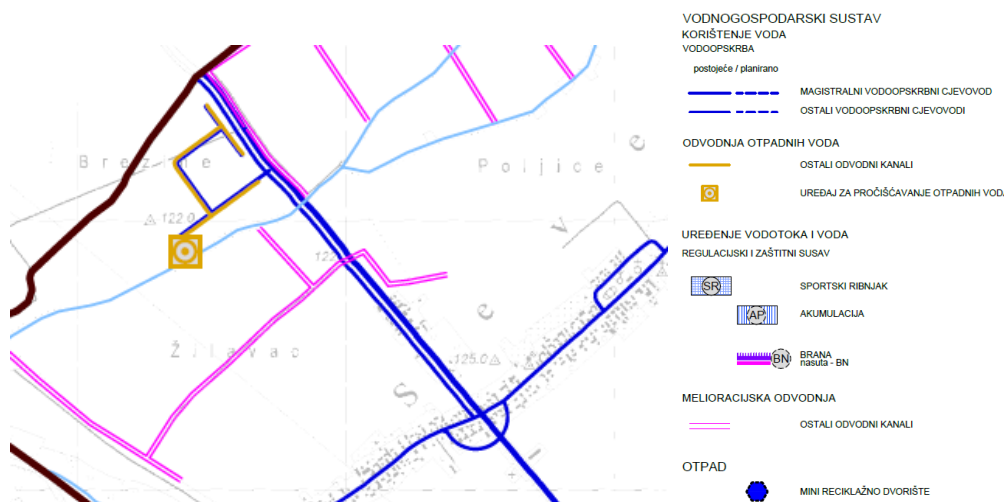 VODNOGOSPODARSKI SUSTAV
KORIŠTENJE VODA
VODOOPSKRBA
postojeće / planirano
MAGISTRALNI VODOOPSKRBNI CJEVOVOD
OSTALI VODOOPSKRBNI CJEVOVODI
ODVODNJA OTPADNIH VODA
OSTALI ODVODNI KANALI
UREĐAJ ZA PROČIŠĆAVANJE OTPADNIH VODA
UREĐENJE VODOTOKA I VODA
REGULACIJSKI I ZAŠTITNI SUSAV
SR SPORTSKI RIBNJAK
AP AKUMULACIJA
BN BRANA
nasuta - BN
MELIORACIJSKA ODVODNJA
OSTALI ODVODNI KANALI
OTPAD
MINI RECIKLAŽNO DVORIŠTE
Brezine
Poljice
122.0
122
Žilavac
125.0
S e v e